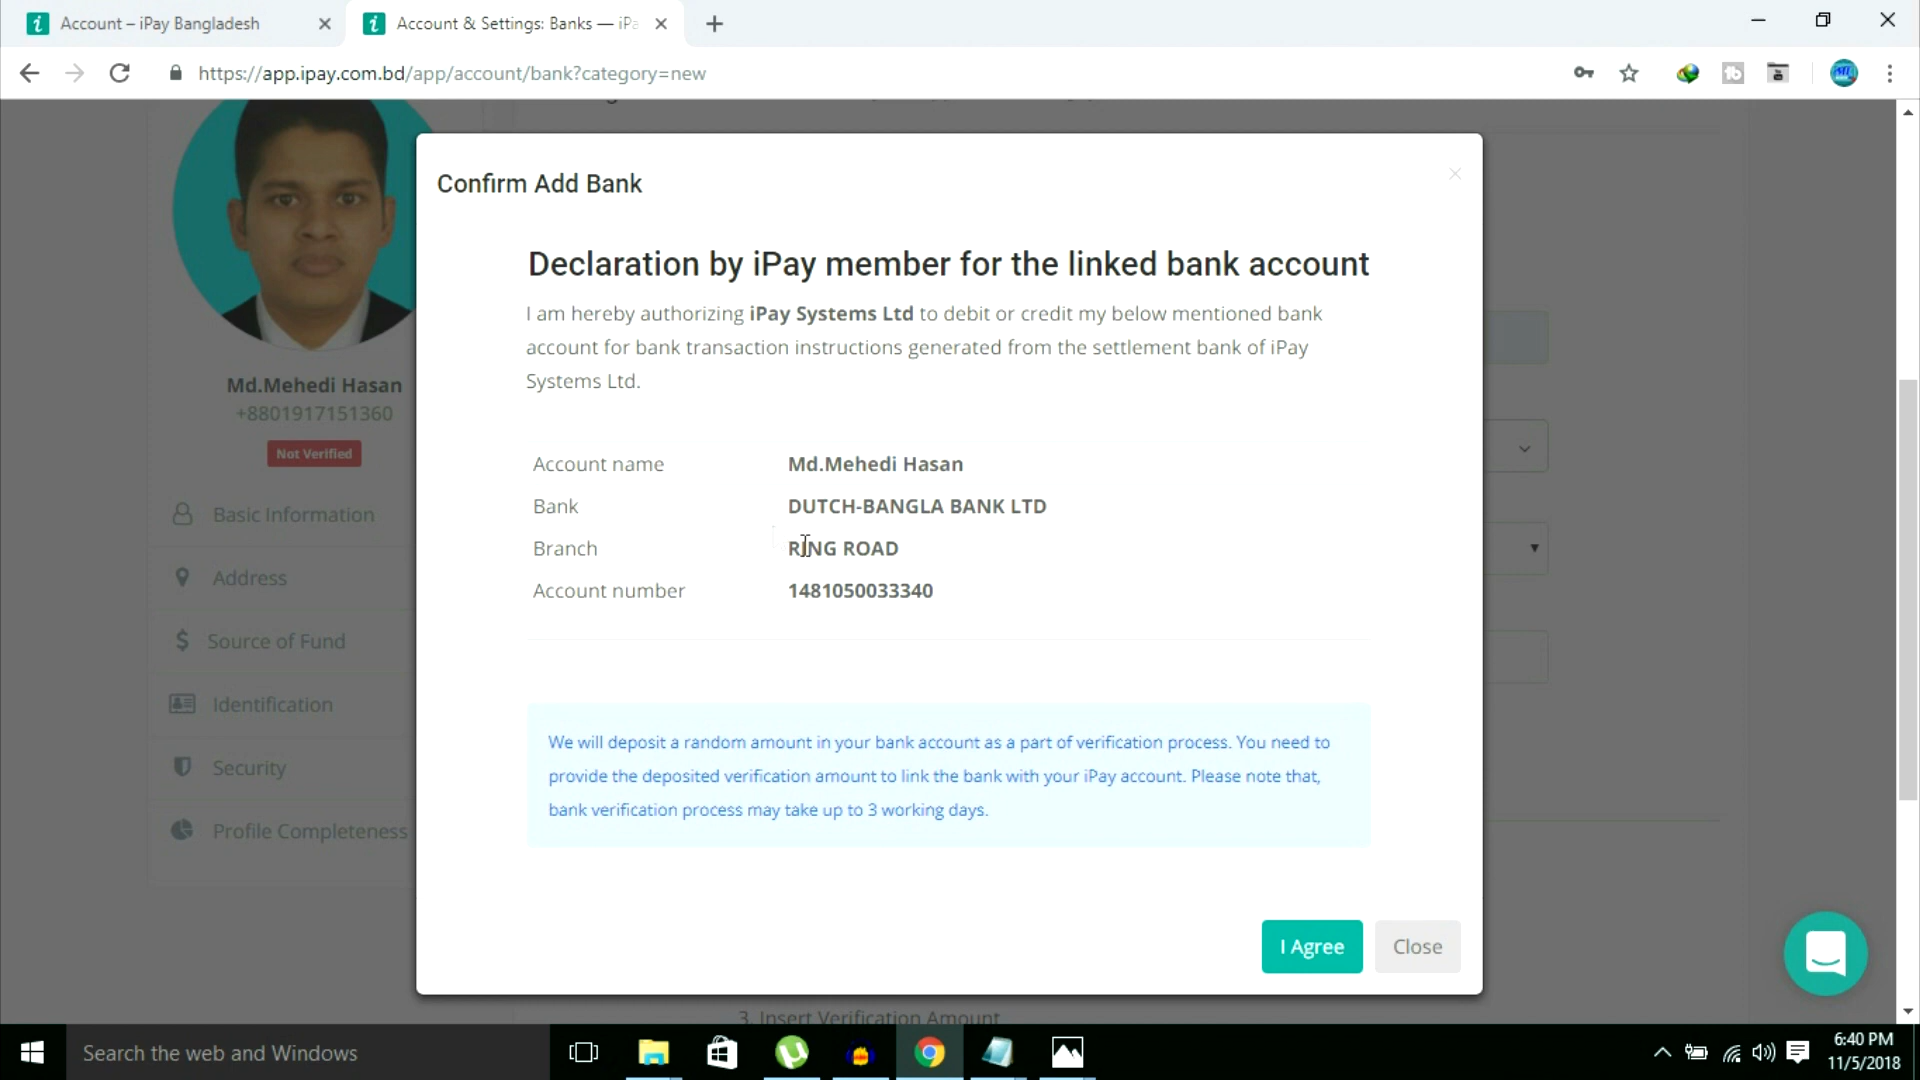 Account – iPay Bangladesh
Account & Settings: Banks — iPa
https://app.ipay.com.bd/app/account/bank?category=new
Md.Mehedi Hasan
+8801917151360
Not Verified
Basic Information
Address
Source of Fund
Identification
Security
Profile Completeness
Confirm Add Bank
Declaration by iPay member for the linked bank account
I am hereby authorizing iPay Systems Ltd to debit or credit my below mentioned bank
account for bank transaction instructions generated from the settlement bank of iPay
Systems Ltd.
Account name Md.Mehedi Hasan
Bank DUTCH-BANGLA BANK LTD
Branch RING ROAD
Account number 1481050033340
We will deposit a random amount in your bank account as a part of verification process. You need to
provide the deposited verification amount to link the bank with your iPay account. Please note that,
bank verification process may take up to 3 working days.
I Agree Close
3. Insert Verification Amount
Search the web and Windows
6:40 PM
11/5/2018